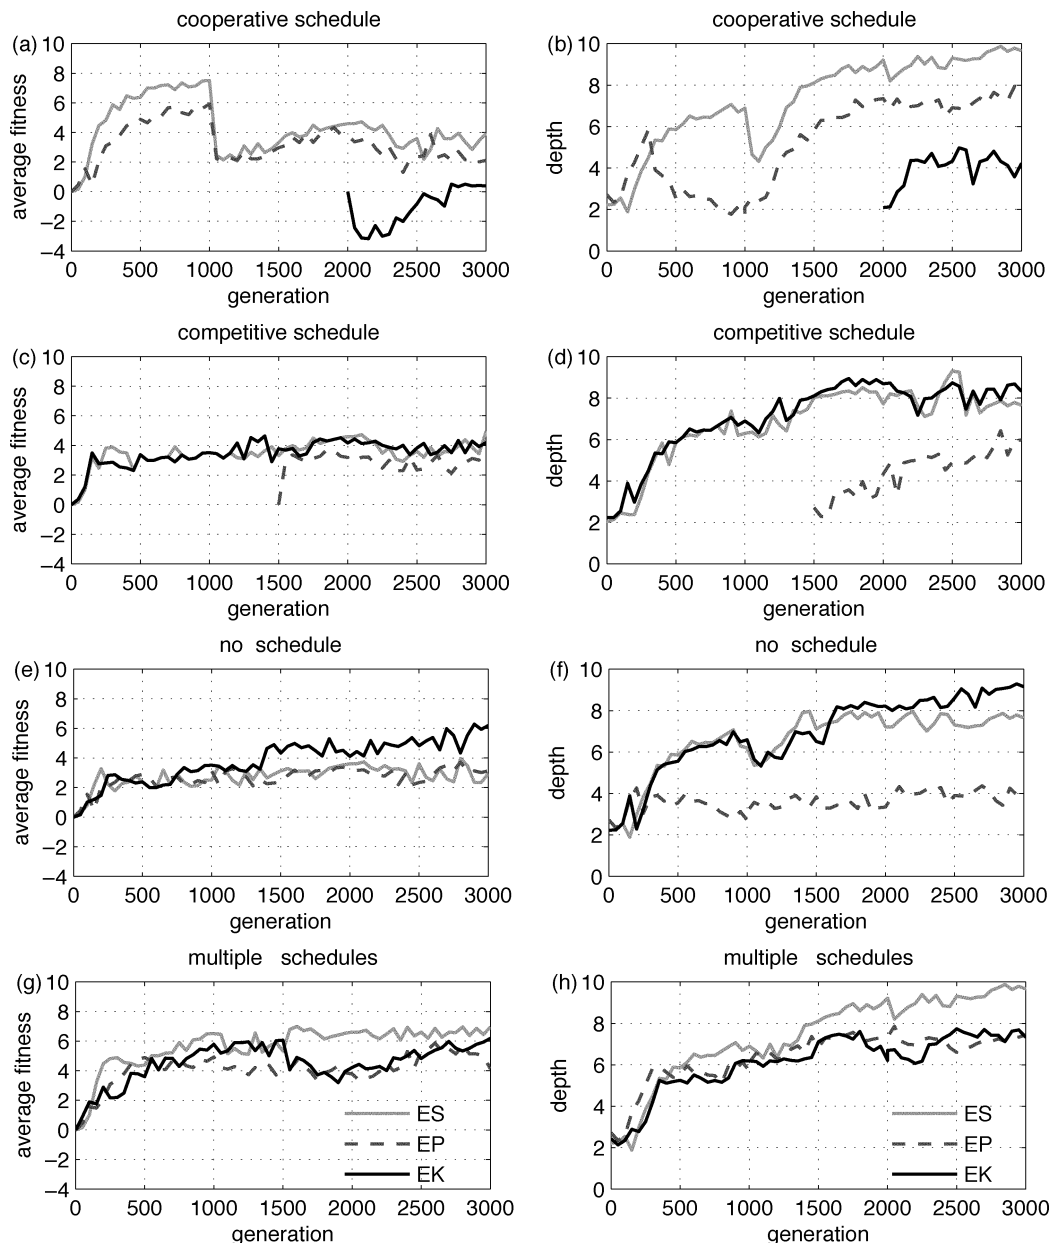 cooperative schedule
(a)
10
8
6
4
2
0
−2
−4
average fitness
0 500 1000 1500 2000 2500 3000
generation
cooperative schedule
(b)
10
8
6
4
2
0
depth
0 500 1000 1500 2000 2500 3000
generation
competitive schedule
(c)
10
8
6
4
2
0
−2
−4
average fitness
0 500 1000 1500 2000 2500 3000
generation
competitive schedule
(d)
10
8
6
4
2
0
depth
0 500 1000 1500 2000 2500 3000
generation
no schedule
(e)
10
8
6
4
2
0
−2
−4
average fitness
0 500 1000 1500 2000 2500 3000
generation
no schedule
(f)
10
8
6
4
2
0
depth
0 500 1000 1500 2000 2500 3000
generation
multiple schedules
(g)
10
8
6
4
2
0
−2
−4
average fitness
ES
EP
EK
0 500 1000 1500 2000 2500 3000
generation
multiple schedules
(h)
10
8
6
4
2
0
depth
ES
EP
EK
0 500 1000 1500 2000 2500 3000
generation